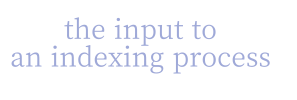 the input to
an indexing process